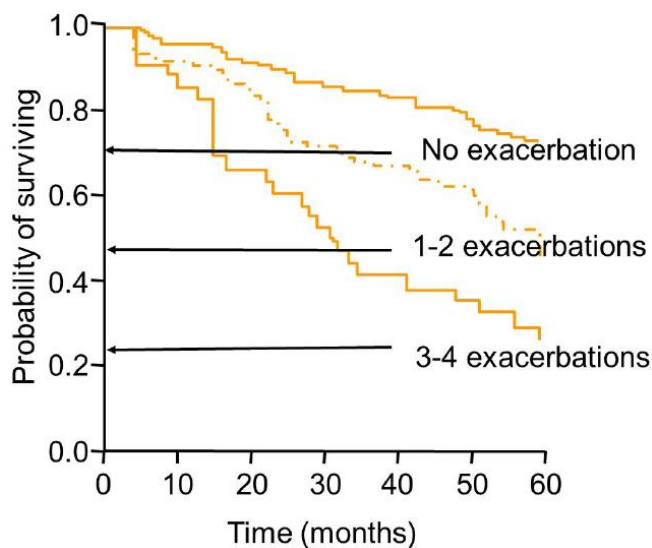 Probability of surviving
1.0
0.8
0.6
0.4
0.2
0.0
No exacerbation
1-2 exacerbations
3-4 exacerbations
0 10 20 30 40 50 60
Time (months)